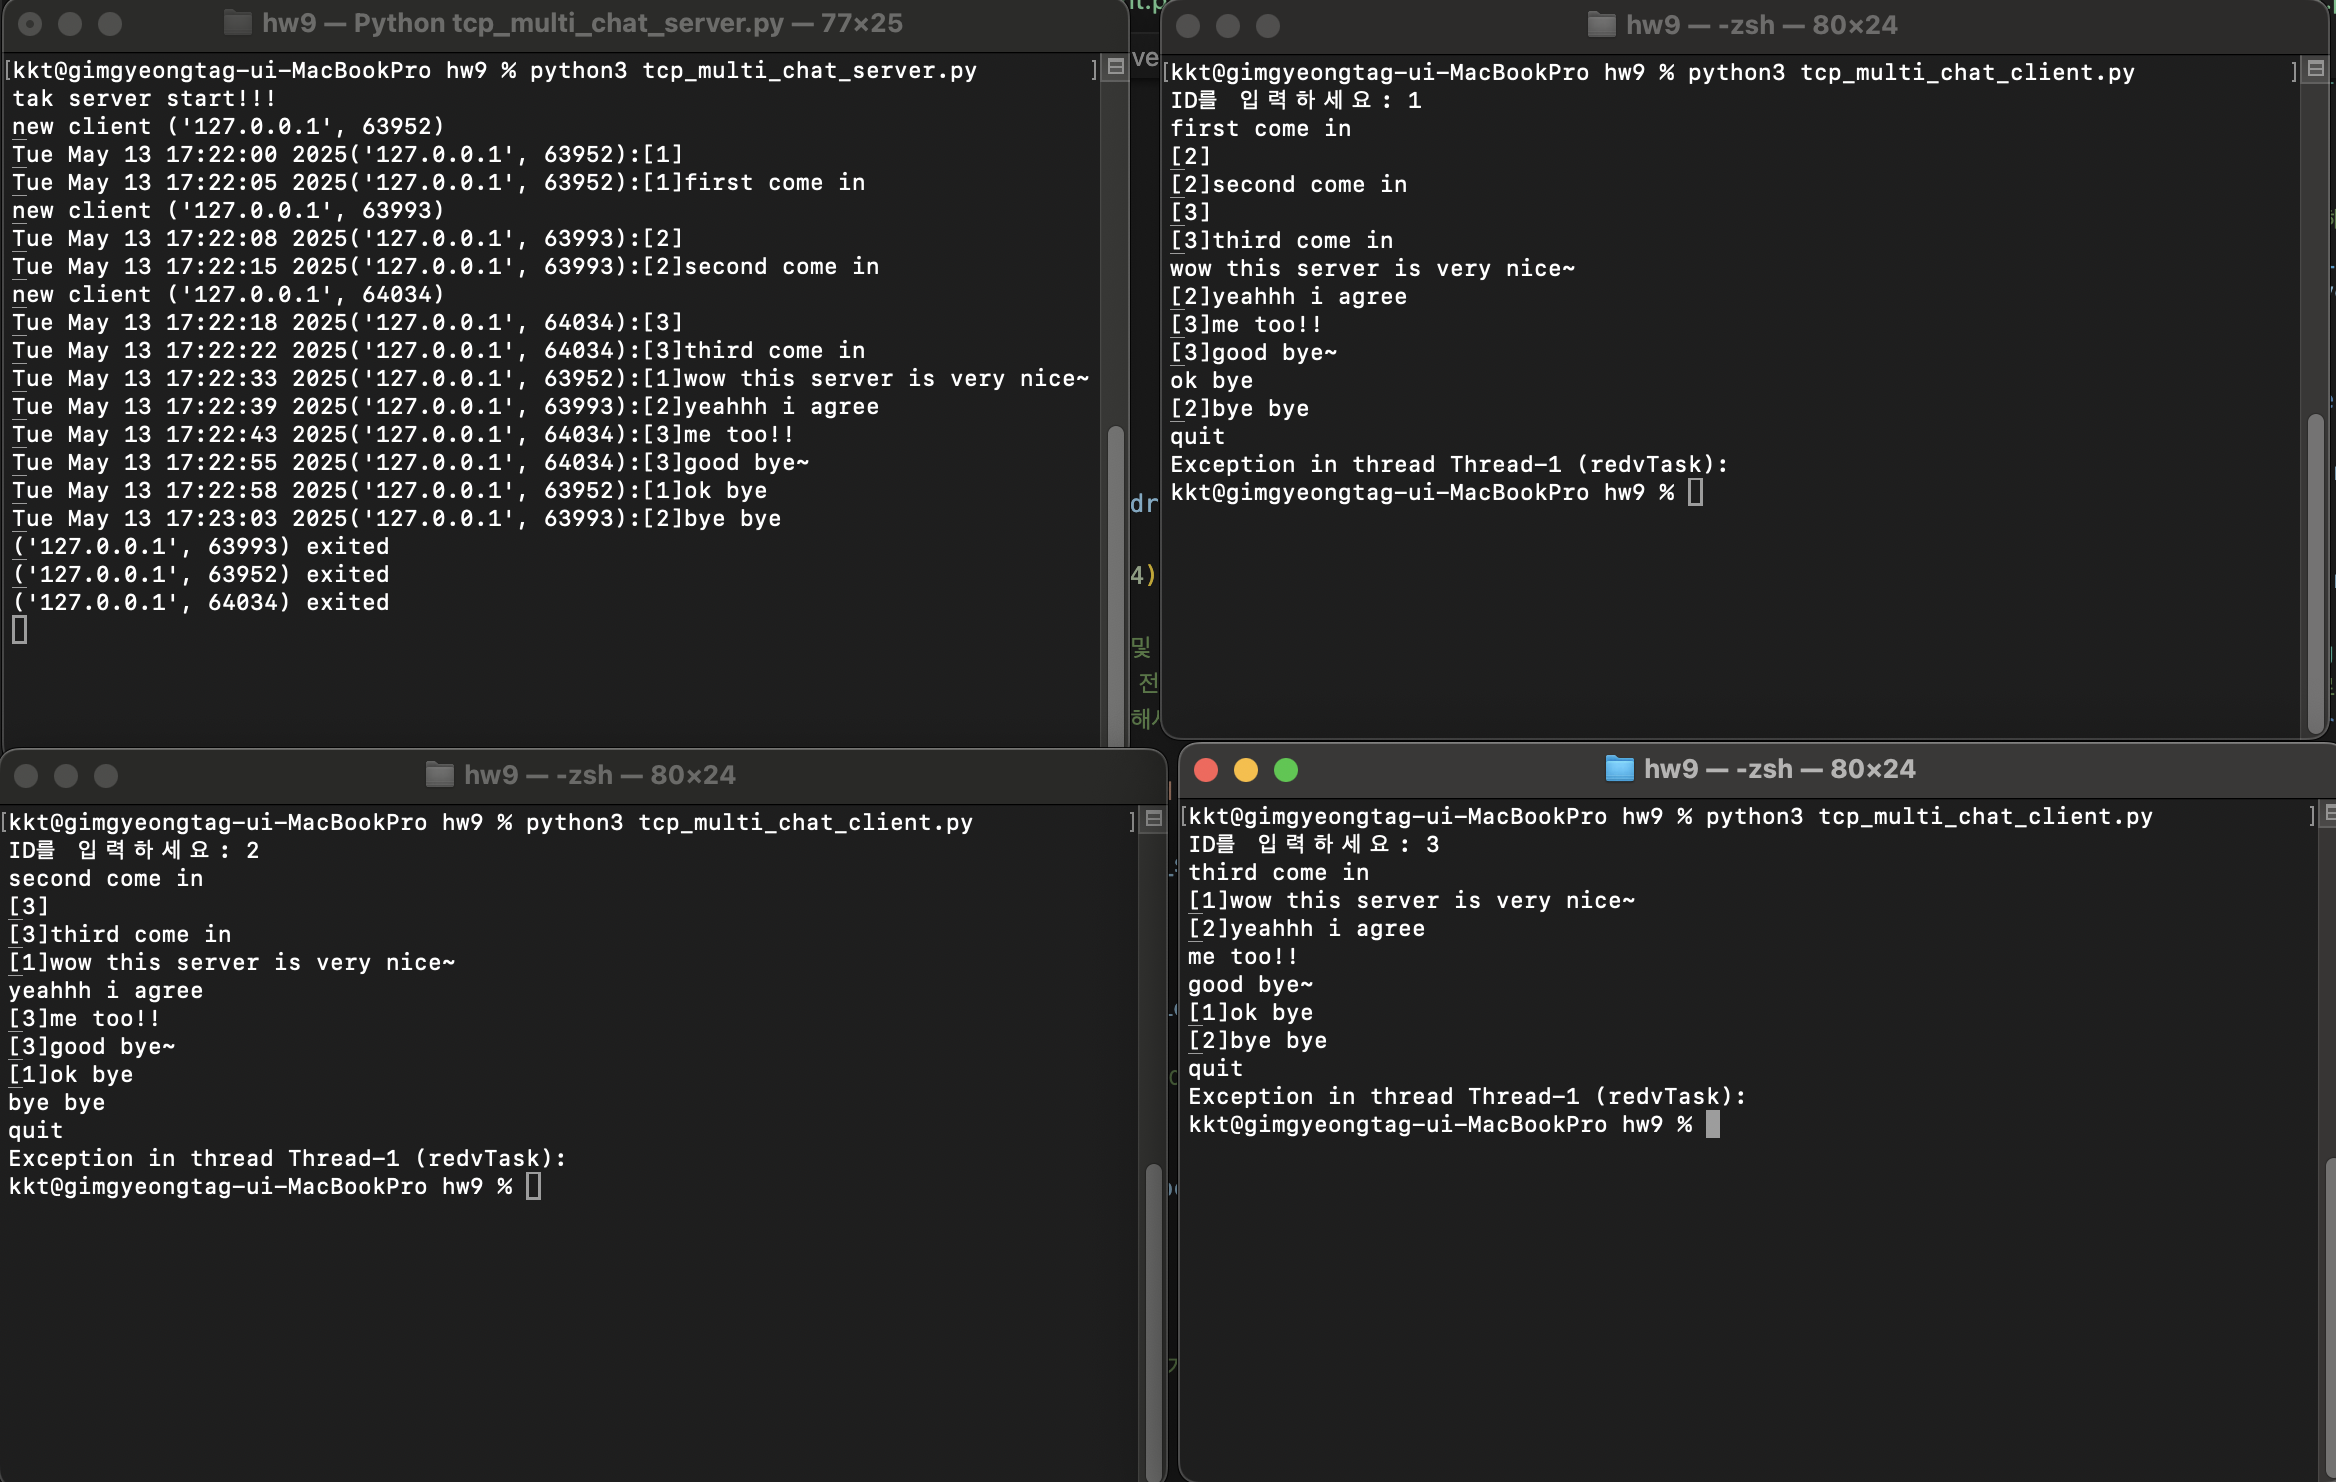 hw9 — Python tcp_multi_chat_server.py — 77×25
[kkt@gimgyeongtag-ui-MacBookPro hw9 % python3 tcp_multi_chat_server.py ]
tak server start!!!
new client ('127.0.0.1', 63952)
Tue May 13 17:22:00 2025('127.0.0.1', 63952):[1]
Tue May 13 17:22:05 2025('127.0.0.1', 63952):[1]first come in
new client ('127.0.0.1', 63993)
Tue May 13 17:22:08 2025('127.0.0.1', 63993):[2]
Tue May 13 17:22:15 2025('127.0.0.1', 63993):[2]second come in
new client ('127.0.0.1', 64034)
Tue May 13 17:22:18 2025('127.0.0.1', 64034):[3]
Tue May 13 17:22:22 2025('127.0.0.1', 64034):[3]third come in
Tue May 13 17:22:33 2025('127.0.0.1', 63952):[1]wow this server is very nice~
Tue May 13 17:22:39 2025('127.0.0.1', 63993):[2]yeahhh i agree
Tue May 13 17:22:43 2025('127.0.0.1', 64034):[3]me too!!
Tue May 13 17:22:55 2025('127.0.0.1', 64034):[3]good bye~
Tue May 13 17:22:58 2025('127.0.0.1', 63952):[1]ok bye
Tue May 13 17:23:03 2025('127.0.0.1', 63993):[2]bye bye
('127.0.0.1', 63993) exited
('127.0.0.1', 63952) exited
('127.0.0.1', 64034) exited
hw9 — -zsh — 80×24
[kkt@gimgyeongtag-ui-MacBookPro hw9 % python3 tcp_multi_chat_client.py ]
ID를 입력하세요: 1
first come in
[2]
[2]second come in
[3]
[3]third come in
wow this server is very nice~
[2]yeahhh i agree
[3]me too!!
[3]good bye~
ok bye
[2]bye bye
quit
Exception in thread Thread-1 (redvTask):
kkt@gimgyeongtag-ui-MacBookPro hw9 %
hw9 — -zsh — 80×24
[kkt@gimgyeongtag-ui-MacBookPro hw9 % python3 tcp_multi_chat_client.py ]
ID를 입력하세요: 2
second come in
[3]
[3]third come in
[1]wow this server is very nice~
yeahhh i agree
[3]me too!!
[3]good bye~
[1]ok bye
bye bye
quit
Exception in thread Thread-1 (redvTask):
kkt@gimgyeongtag-ui-MacBookPro hw9 %
hw9 — -zsh — 80×24
[kkt@gimgyeongtag-ui-MacBookPro hw9 % python3 tcp_multi_chat_client.py ]
ID를 입력하세요: 3
third come in
[1]wow this server is very nice~
[2]yeahhh i agree
me too!!
good bye~
[1]ok bye
[2]bye bye
quit
Exception in thread Thread-1 (redvTask):
kkt@gimgyeongtag-ui-MacBookPro hw9 %